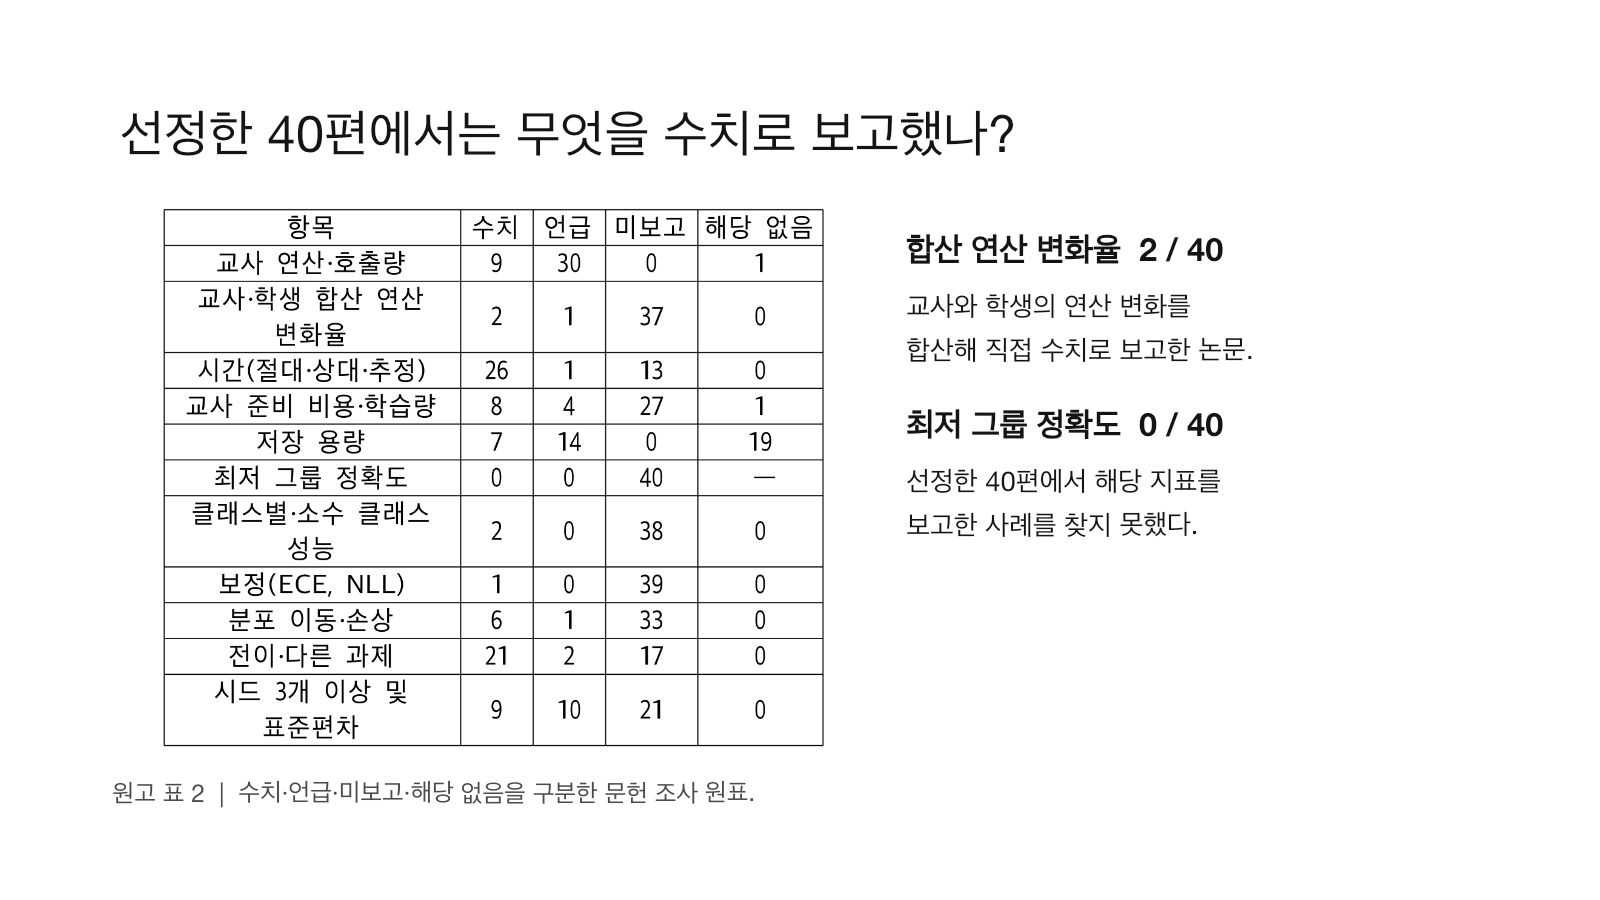 선정한 40편에서는 무엇을 수치로 보고했나?
항목 수치 언급 미보고 해당 없음
교사 연산·호출량 9 30 0 1
교사·학생 합산 연산
변화율 2 1 37 0
시간(절대·상대·추정) 26 1 13 0
교사 준비 비용·학습량 8 4 27 1
저장 용량 7 14 0 19
최저 그룹 정확도 0 0 40 —
클래스별·소수 클래스
성능 2 0 38 0
보정(ECE, NLL) 1 0 39 0
분포 이동·손상 6 1 33 0
전이·다른 과제 21 2 17 0
시드 3개 이상 및
표준편차 9 10 21 0
합산 연산 변화율 2 / 40
교사와 학생의 연산 변화를
합산해 직접 수치로 보고한 논문.
최저 그룹 정확도 0 / 40
선정한 40편에서 해당 지표를
보고한 사례를 찾지 못했다.
원고 표 2 | 수치·언급·미보고·해당 없음을 구분한 문헌 조사 원표.